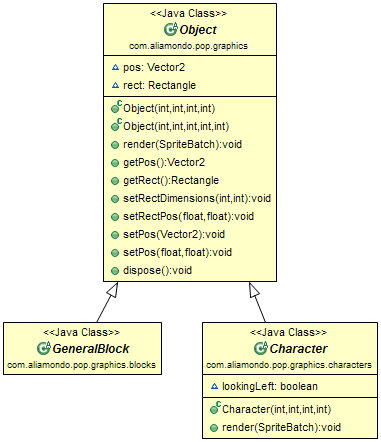 <<Java Class>>
Object
com.aliamondo.pop.graphics
pos: Vector2
rect: Rectangle
Object(int,int,int,int)
Object(int,int,int,int,int)
render(SpriteBatch):void
getPos():Vector2
getRect():Rectangle
setRectDimensions(int,int):void
setRectPos(float,float):void
setPos(Vector2):void
setPos(float,float):void
dispose():void
<<Java Class>>
GeneralBlock
com.aliamondo.pop.graphics.blocks
<<Java Class>>
Character
com.aliamondo.pop.graphics.characters
lookingLeft: boolean
Character(int,int,int,int)
render(SpriteBatch):void